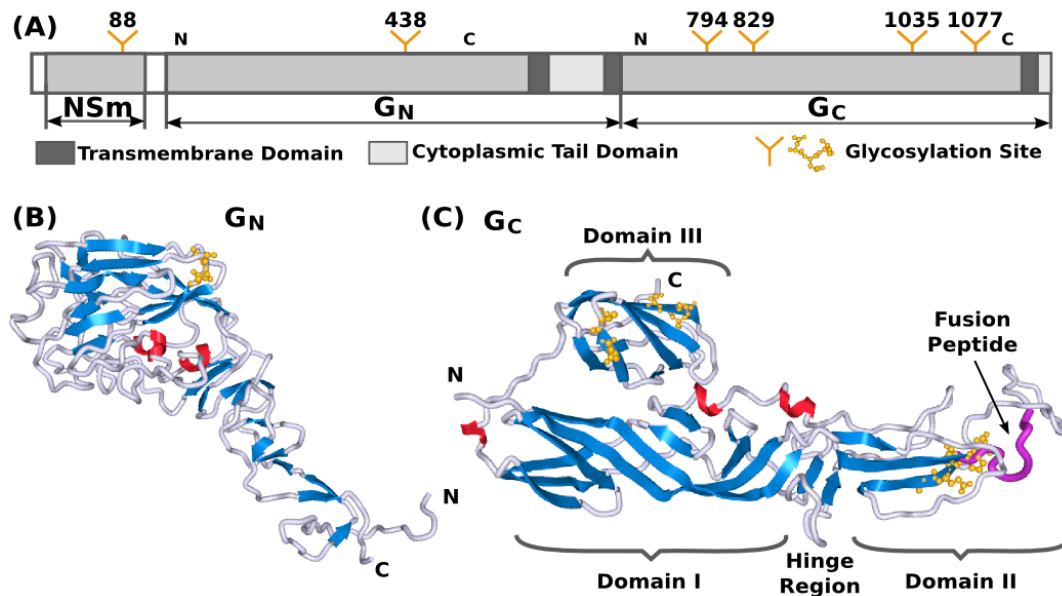 (A)
88
438
794
829
1035
1077
N
C
N
C
NSm
GN
GC
Transmembrane Domain
Cytoplasmic Tail Domain
Glycosylation Site
(B)
GN
N
C
(C)
GC
Domain III
C
N
Fusion
Peptide
Domain I
Hinge
Region
Domain II